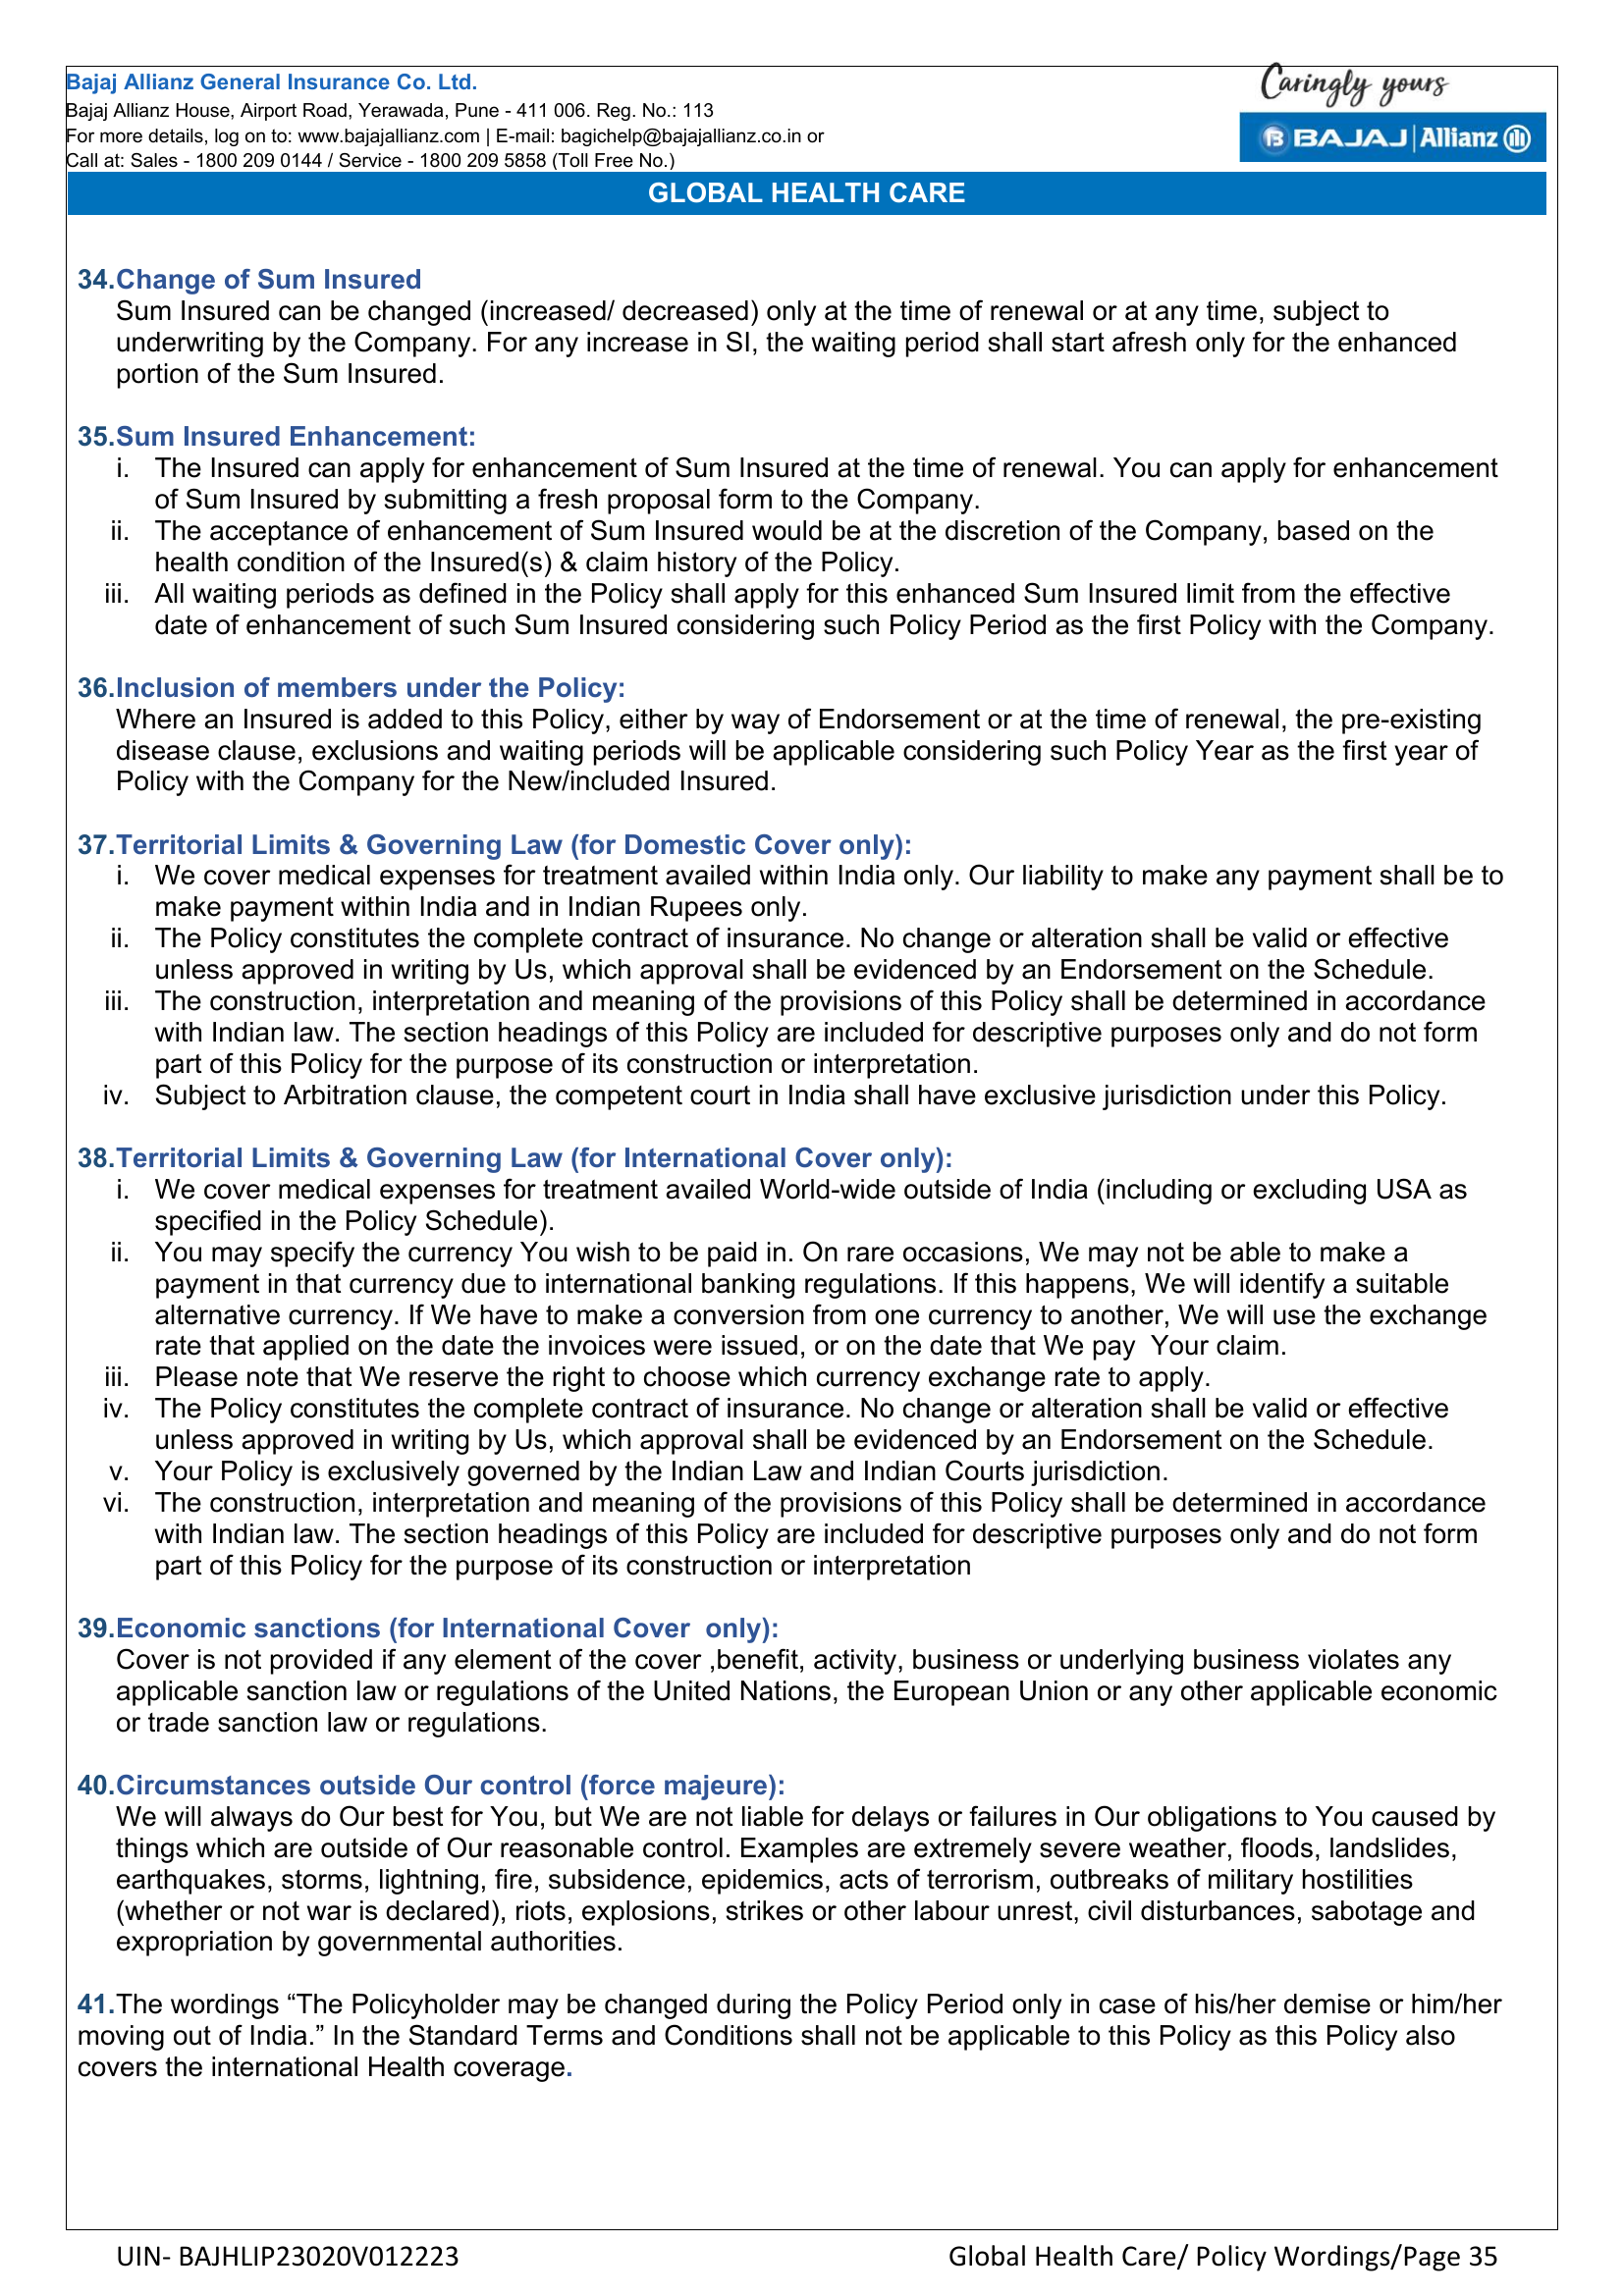 Bajaj Allianz General Insurance Co. Ltd.
Bajaj Allianz House, Airport Road, Yerawada, Pune - 411 006. Reg. No.: 113
For more details, log on to: www.bajajallianz.com | E-mail: bagichelp@bajajallianz.co.in or
Call at: Sales - 1800 209 0144 / Service - 1800 209 5858 (Toll Free No.)
Caringly yours
BAJAJ | Allianz
GLOBAL HEALTH CARE
34.Change of Sum Insured
Sum Insured can be changed (increased/ decreased) only at the time of renewal or at any time, subject to
underwriting by the Company. For any increase in SI, the waiting period shall start afresh only for the enhanced
portion of the Sum Insured.
35.Sum Insured Enhancement:
i. The Insured can apply for enhancement of Sum Insured at the time of renewal. You can apply for enhancement
of Sum Insured by submitting a fresh proposal form to the Company.
ii. The acceptance of enhancement of Sum Insured would be at the discretion of the Company, based on the
health condition of the Insured(s) & claim history of the Policy.
iii. All waiting periods as defined in the Policy shall apply for this enhanced Sum Insured limit from the effective
date of enhancement of such Sum Insured considering such Policy Period as the first Policy with the Company.
36.Inclusion of members under the Policy:
Where an Insured is added to this Policy, either by way of Endorsement or at the time of renewal, the pre-existing
disease clause, exclusions and waiting periods will be applicable considering such Policy Year as the first year of
Policy with the Company for the New/included Insured.
37.Territorial Limits & Governing Law (for Domestic Cover only):
i. We cover medical expenses for treatment availed within India only. Our liability to make any payment shall be to
make payment within India and in Indian Rupees only.
ii. The Policy constitutes the complete contract of insurance. No change or alteration shall be valid or effective
unless approved in writing by Us, which approval shall be evidenced by an Endorsement on the Schedule.
iii. The construction, interpretation and meaning of the provisions of this Policy shall be determined in accordance
with Indian law. The section headings of this Policy are included for descriptive purposes only and do not form
part of this Policy for the purpose of its construction or interpretation.
iv. Subject to Arbitration clause, the competent court in India shall have exclusive jurisdiction under this Policy.
38.Territorial Limits & Governing Law (for International Cover only):
i. We cover medical expenses for treatment availed World-wide outside of India (including or excluding USA as
specified in the Policy Schedule).
ii. You may specify the currency You wish to be paid in. On rare occasions, We may not be able to make a
payment in that currency due to international banking regulations. If this happens, We will identify a suitable
alternative currency. If We have to make a conversion from one currency to another, We will use the exchange
rate that applied on the date the invoices were issued, or on the date that We pay  Your claim.
iii. Please note that We reserve the right to choose which currency exchange rate to apply.
iv. The Policy constitutes the complete contract of insurance. No change or alteration shall be valid or effective
unless approved in writing by Us, which approval shall be evidenced by an Endorsement on the Schedule.
v. Your Policy is exclusively governed by the Indian Law and Indian Courts jurisdiction.
vi. The construction, interpretation and meaning of the provisions of this Policy shall be determined in accordance
with Indian law. The section headings of this Policy are included for descriptive purposes only and do not form
part of this Policy for the purpose of its construction or interpretation
39.Economic sanctions (for International Cover  only):
Cover is not provided if any element of the cover ,benefit, activity, business or underlying business violates any
applicable sanction law or regulations of the United Nations, the European Union or any other applicable economic
or trade sanction law or regulations.
40.Circumstances outside Our control (force majeure):
We will always do Our best for You, but We are not liable for delays or failures in Our obligations to You caused by
things which are outside of Our reasonable control. Examples are extremely severe weather, floods, landslides,
earthquakes, storms, lightning, fire, subsidence, epidemics, acts of terrorism, outbreaks of military hostilities
(whether or not war is declared), riots, explosions, strikes or other labour unrest, civil disturbances, sabotage and
expropriation by governmental authorities.
41.The wordings “The Policyholder may be changed during the Policy Period only in case of his/her demise or him/her
moving out of India.” In the Standard Terms and Conditions shall not be applicable to this Policy as this Policy also
covers the international Health coverage.
UIN- BAJHLIP23020V012223
Global Health Care/ Policy Wordings/Page 35